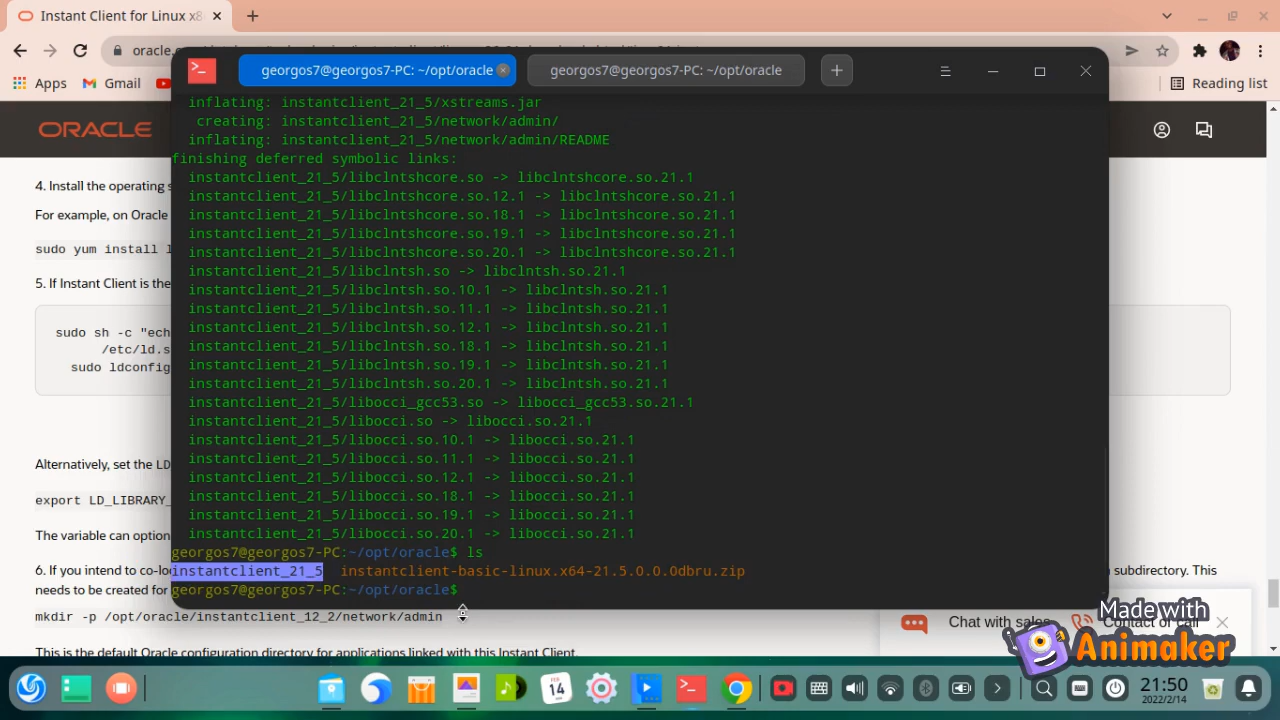 Instant Client for Linux x8
oracle.c
Apps
Gmail
Reading list
georgos7@georgos7-PC: ~/opt/oracle
georgos7@georgos7-PC: ~/opt/oracle
ORACLE
inflating: instantclient_21_5/xstreams.jar
creating: instantclient_21_5/network/admin/
inflating: instantclient_21_5/network/admin/README
finishing deferred symbolic links:
instantclient_21_5/libclntshcore.so -> libclntshcore.so.21.1
instantclient_21_5/libclntshcore.so.12.1 -> libclntshcore.so.21.1
instantclient_21_5/libclntshcore.so.18.1 -> libclntshcore.so.21.1
instantclient_21_5/libclntshcore.so.19.1 -> libclntshcore.so.21.1
instantclient_21_5/libclntshcore.so.20.1 -> libclntshcore.so.21.1
instantclient_21_5/libclntsh.so -> libclntsh.so.21.1
instantclient_21_5/libclntsh.so.10.1 -> libclntsh.so.21.1
instantclient_21_5/libclntsh.so.11.1 -> libclntsh.so.21.1
instantclient_21_5/libclntsh.so.12.1 -> libclntsh.so.21.1
instantclient_21_5/libclntsh.so.18.1 -> libclntsh.so.21.1
instantclient_21_5/libclntsh.so.19.1 -> libclntsh.so.21.1
instantclient_21_5/libclntsh.so.20.1 -> libclntsh.so.21.1
instantclient_21_5/libocci_gcc53.so -> libocci_gcc53.so.21.1
instantclient_21_5/libocci.so -> libocci.so.21.1
instantclient_21_5/libocci.so.10.1 -> libocci.so.21.1
instantclient_21_5/libocci.so.11.1 -> libocci.so.21.1
instantclient_21_5/libocci.so.12.1 -> libocci.so.21.1
instantclient_21_5/libocci.so.18.1 -> libocci.so.21.1
instantclient_21_5/libocci.so.19.1 -> libocci.so.21.1
instantclient_21_5/libocci.so.20.1 -> libocci.so.21.1
georgos7@georgos7-PC:~/opt/oracle$ ls
instantclient_21_5 instantclient-basic-linux.x64-21.5.0.0.0dbru.zip
georgos7@georgos7-PC:~/opt/oracle$
4. Install the operating s
For example, on Oracle
sudo yum install l
5. If Instant Client is the
sudo sh -c "ech
/etc/ld.s
sudo ldconfig
Alternatively, set the LD
export LD_LIBRARY_
The variable can option
6. If you intend to co-lo
subdirectory. This
needs to be created for
mkdir -p /opt/oracle/instantclient_12_2/network/admin
This is the default Oracle configuration directory for applications linked with this Instant Client.
Chat with sales
Contact or call
Made with
Animaker
FEB
14
21:50
2022/2/14